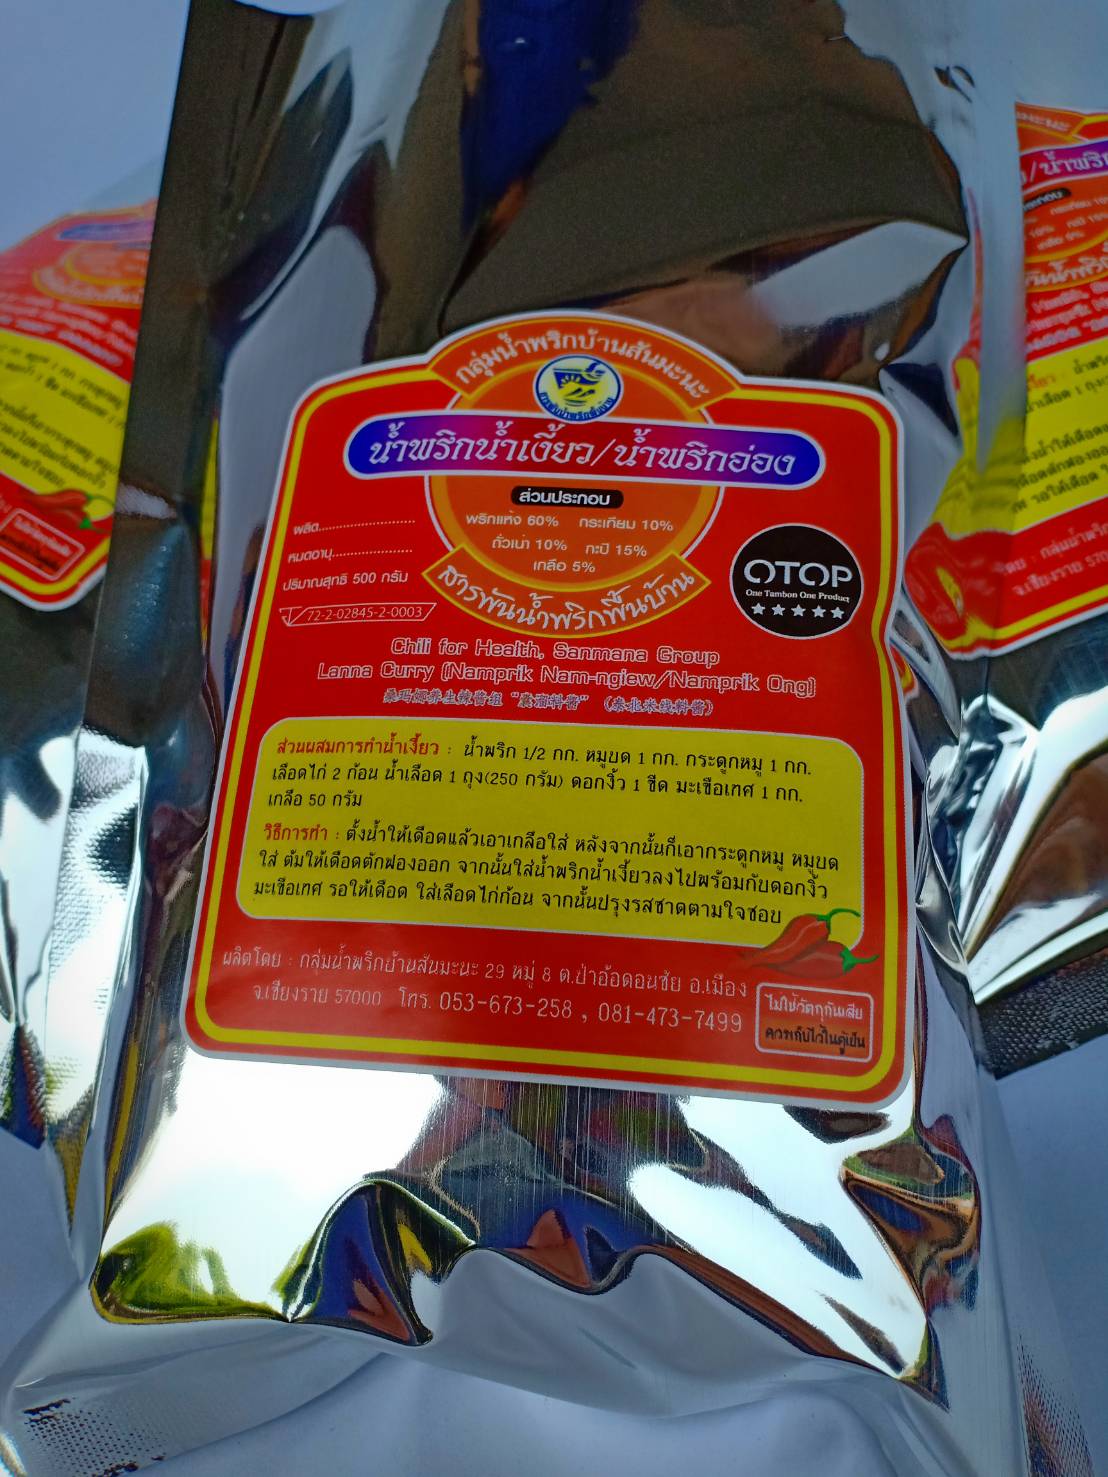 กลุ่มน้ำพริกบ้านสันมะนะ
สารพันน้ำพริกพื้นบ้าน
น้ำพริกน้ำเงี้ยว/น้ำพริกอ่อง
ส่วนประกอบ
พริกแห้ง 60% กระเทียม 10%
ถั่วเน่า 10% กะปิ 15%
เกลือ 5%
สารพันน้ำพริกพื้นบ้าน
ผลิต........................
หมดอายุ....................
ปริมาณสุทธิ 500 กรัม
72-2-02845-2-0003
OTOP
One Tambon One Product
Chili for Health, Sanmana Group
Lanna Curry (Namprik Nam-ngiew/Namprik Ong)
(泰北米线料酱)
ส่วนผสมการทำน้ำเงี้ยว : น้ำพริก 1/2 กก. หมูบด 1 กก. กระดูกหมู 1 กก.
เลือดไก่ 2 ก้อน น้ำเลือด 1 ถุง(250 กรัม) ดอกงิ้ว 1 ขีด มะเขือเทศ 1 กก.
เกลือ 50 กรัม
วิธีการทำ : ตั้งน้ำให้เดือดแล้วเอาเกลือใส่ หลังจากนั้นก็เอากระดูกหมู หมูบด
ใส่ ต้มให้เดือดตักฟองออก จากนั้นใส่น้ำพริกน้ำเงี้ยวลงไปพร้อมกับดอกงิ้ว
มะเขือเทศ รอให้เดือด ใส่เลือดไก่ก้อน จากนั้นปรุงรสชาดตามใจชอบ
ผลิตโดย : กลุ่มน้ำพริกบ้านสันมะนะ 29 หมู่ 8 ต.ป่าอ้อดอนชัย อ.เมือง
จ.เชียงราย 57000 โทร. 053-673-258 , 081-473-7499
ไม่ใช้วัตถุกันเสีย
ควรเก็บไว้ในตู้เย็น